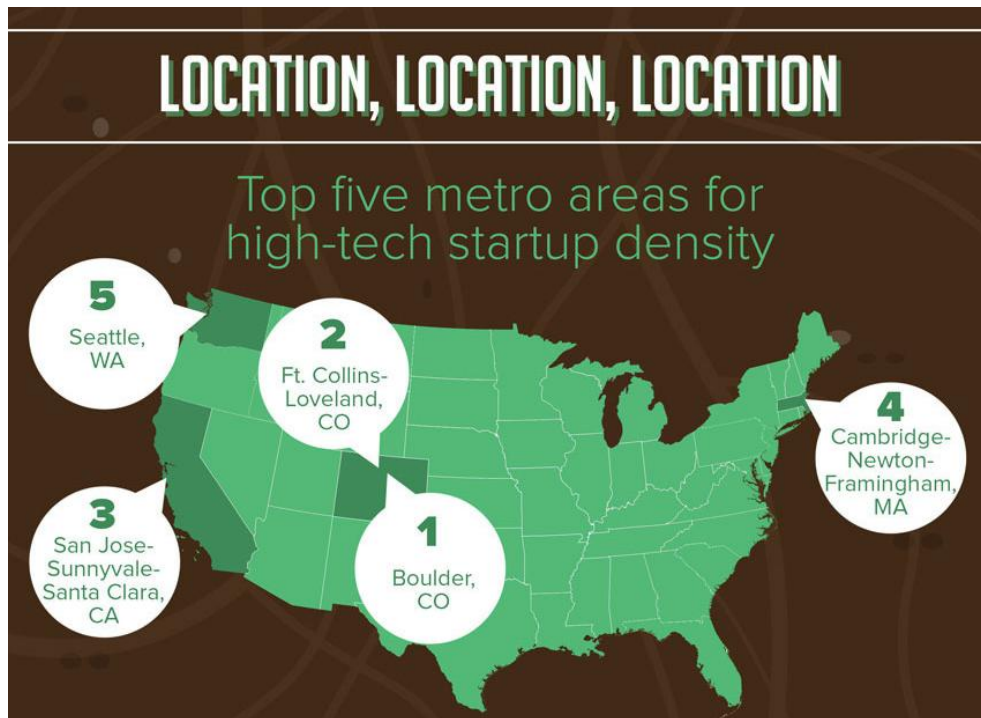 LOCATION, LOCATION, LOCATION
Top five metro areas for
high-tech startup density
5
Seattle,
WA
2
Ft. Collins-
Loveland,
CO
4
Cambridge-
Newton-
Framingham,
MA
3
San Jose-
Sunnyvale-
Santa Clara,
CA
1
Boulder,
CO